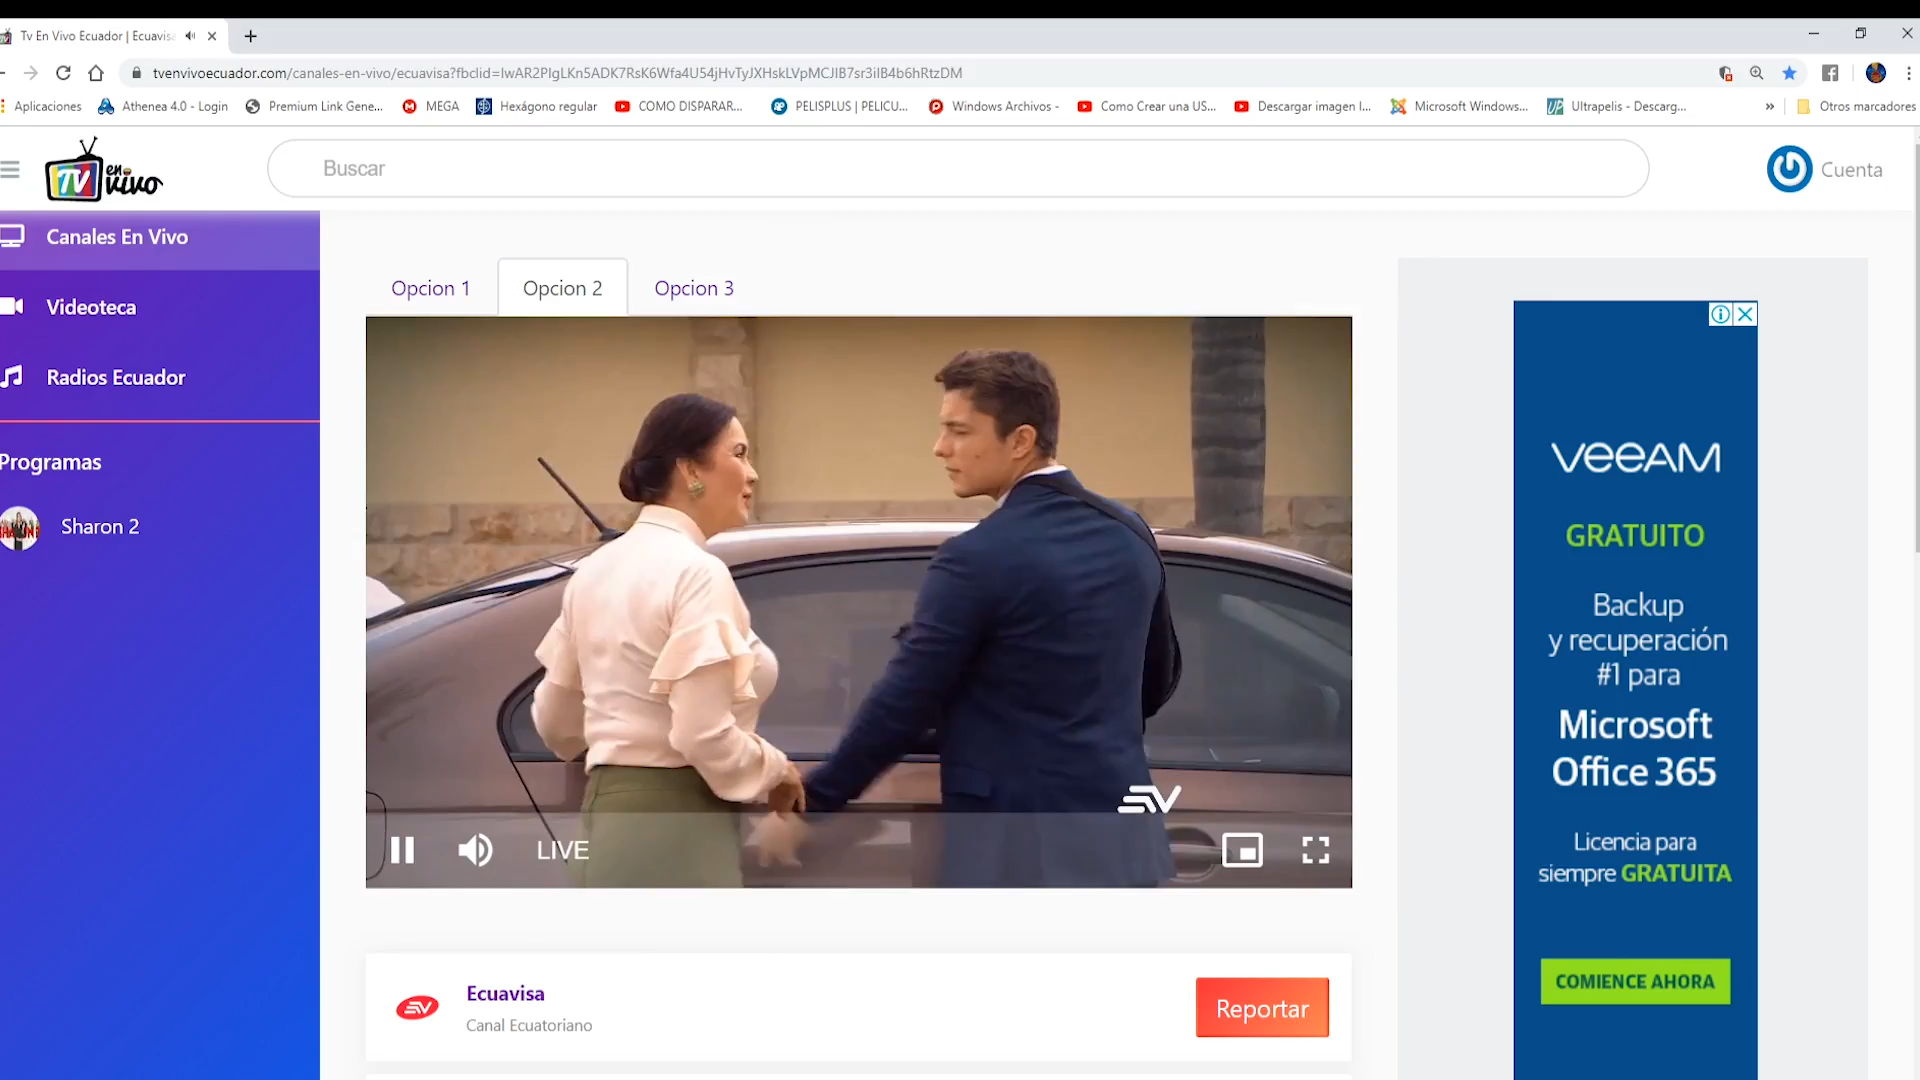 Tv En Vivo Ecuador | Ecuavis
tvenvivoecuador.com/canales-en-vivo/ecuavisa?fbclid=IwAR2PIgLKn5ADK7RsK6Wfa4U54jHvTyJXHskLVpMCJIB7sr3iIB4b6hRtzDM
Aplicaciones
Athenea 4.0 - Login
Premium Link Gene...
MEGA
Hexágono regular
COMO DISPARAR...
PELISPLUS | PELICU...
Windows Archivos -
Como Crear una US...
Descargar imagen I...
Microsoft Windows...
Ultrapelis - Descarg...
»
Otros marcadores
TV en vivo
Buscar
Cuenta
Canales En Vivo
Videoteca
Radios Ecuador
Programas
Sharon 2
Opcion 1
Opcion 2
Opcion 3
LIVE
Ecuavisa
Canal Ecuatoriano
Reportar
veeAM
GRATUITO
Backup
y recuperación
#1 para
Microsoft
Office 365
Licencia para
siempre GRATUITA
COMIENCE AHORA